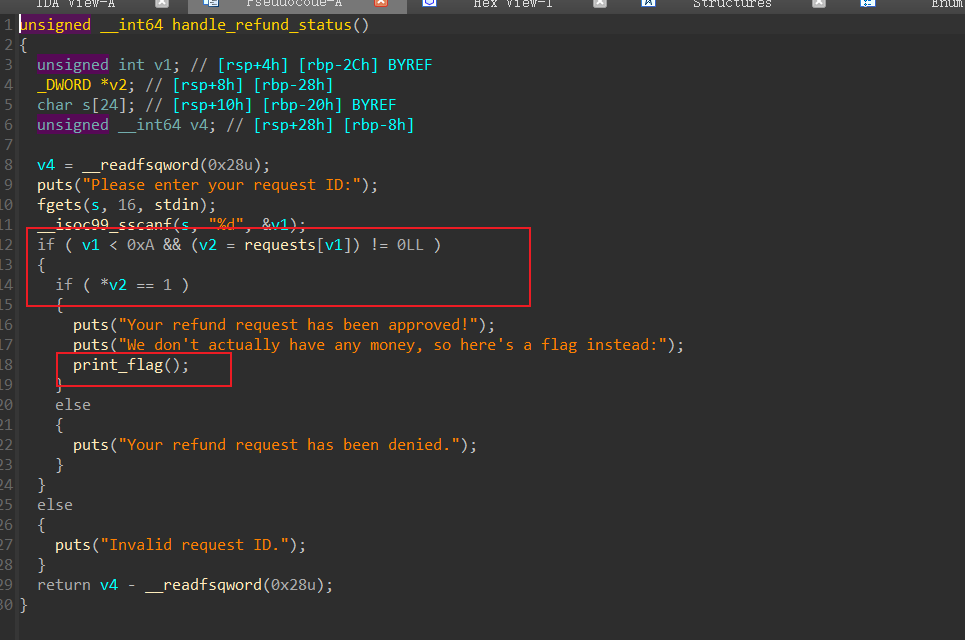 IDA View-A Pseudocode-A Hex View-1 Structures Enum
1 unsigned __int64 handle_refund_status()
2 {
3 unsigned int v1; // [rsp+4h] [rbp-2Ch] BYREF
4 _DWORD *v2; // [rsp+8h] [rbp-28h]
5 char s[24]; // [rsp+10h] [rbp-20h] BYREF
6 unsigned __int64 v4; // [rsp+28h] [rbp-8h]
7
8 v4 = __readfsqword(0x28u);
9 puts("Please enter your request ID:");
10 fgets(s, 16, stdin);
11 __isoc99_sscanf(s, "%d", &v1);
12 if ( v1 < 0xA && (v2 = requests[v1]) != 0LL )
13 {
14 if ( *v2 == 1 )
15 {
16 puts("Your refund request has been approved!");
17 puts("We don't actually have any money, so here's a flag instead:");
18 print_flag();
19 }
20 else
21 {
22 puts("Your refund request has been denied.");
23 }
24 }
25 else
26 {
27 puts("Invalid request ID.");
28 }
29 return v4 - __readfsqword(0x28u);
30 }